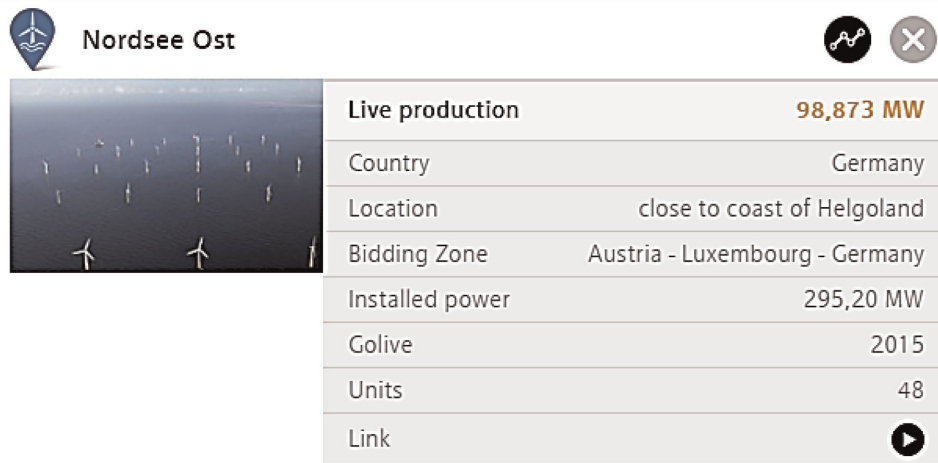 Nordsee Ost
Live production 98,873 MW
Country Germany
Location close to coast of Helgoland
Bidding Zone Austria - Luxembourg - Germany
Installed power 295,20 MW
Golive 2015
Units 48
Link